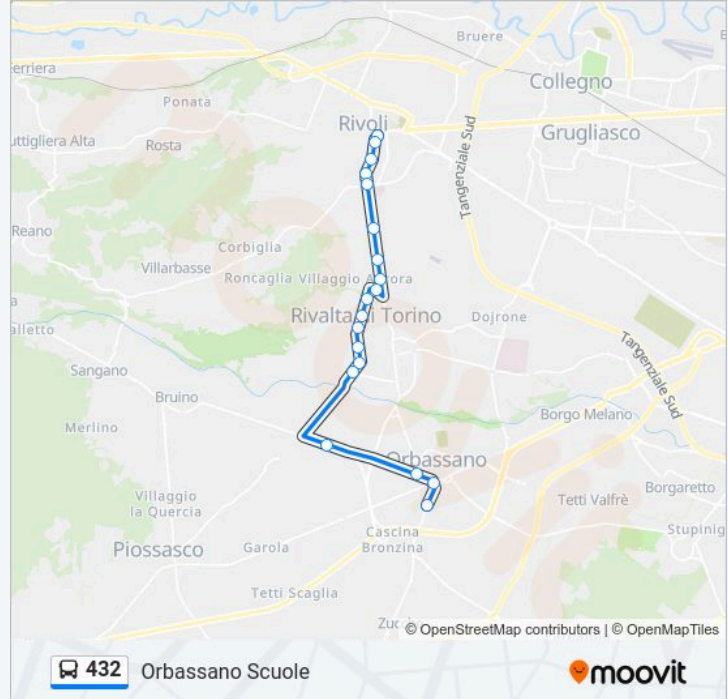 Bruere
erriera
Collegno
Ponata
Rivoli
Grugliasco
uttigliera Alta
Rosta
Tangenziale Sud
Reano
Corbiglia
Villarbasse
Roncaglia
Villaggio Aurora
a
Rivalta di Torino
Dojrone
alletto
Tangenziale Sud
Sangano
Bruino
Borgo Melano
Merlino
Orbassano
Borgaretto
Villaggio
la Quercia
Tetti Valfrè
Stupinig
Cascina
Bronzina
Piossasco
Garola
Tetti Scaglia
© OpenStreetMap contributors | © OpenMapTiles
432
Orbassano Scuole
moovit